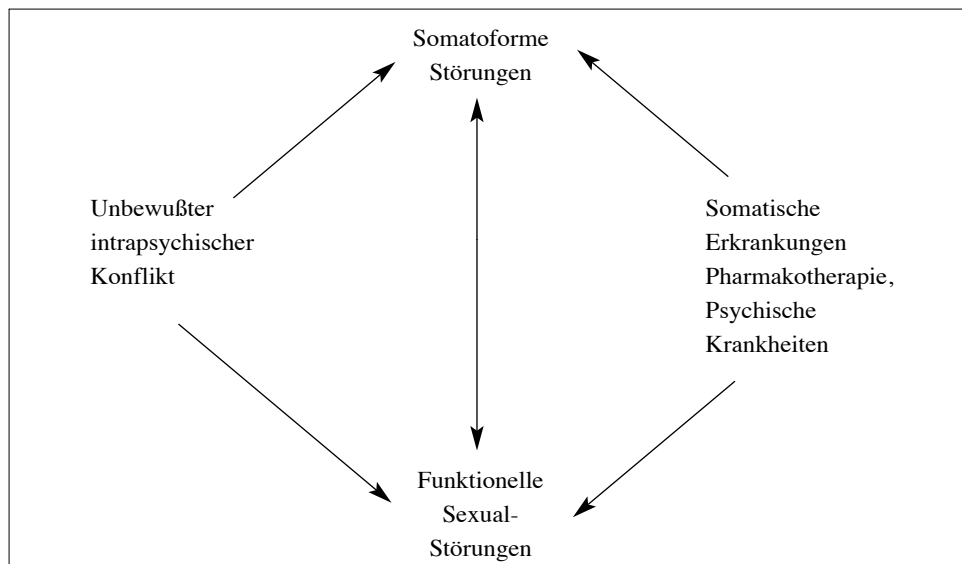 Somatoforme
Störungen
Unbewußter
intrapsychischer
Konflikt
Somatische
Erkrankungen
Pharmakotherapie,
Psychische
Krankheiten
Funktionelle
Sexual-
Störungen